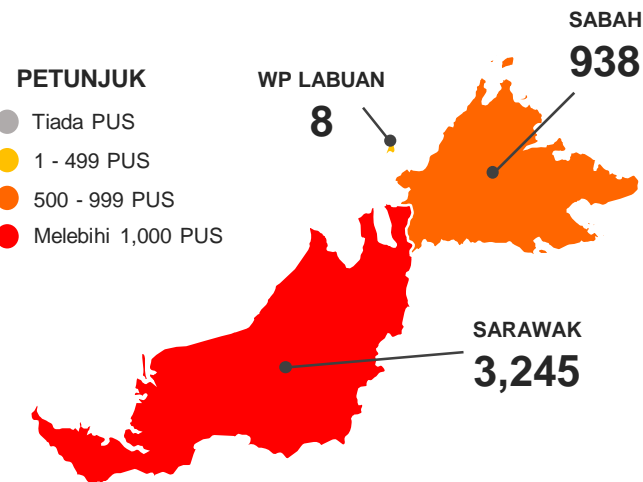 SABAH
938
PETUNJUK
WP LABUAN
8
Tiada PUS
1 - 499 PUS
500 - 999 PUS
Melebihi 1,000 PUS
SARAWAK
3,245